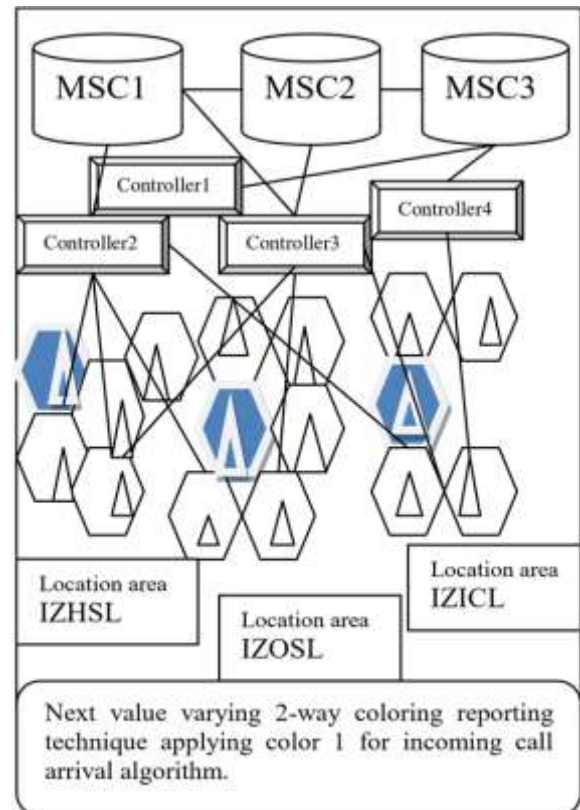 MSC1
MSC2
MSC3
Controller1
Controller4
Controller2
Controller3
Location area
IZHSL
Location area
IZOSL
Location area
IZICL
Next value varying 2-way coloring reporting
technique applying color 1 for incoming call
arrival algorithm.